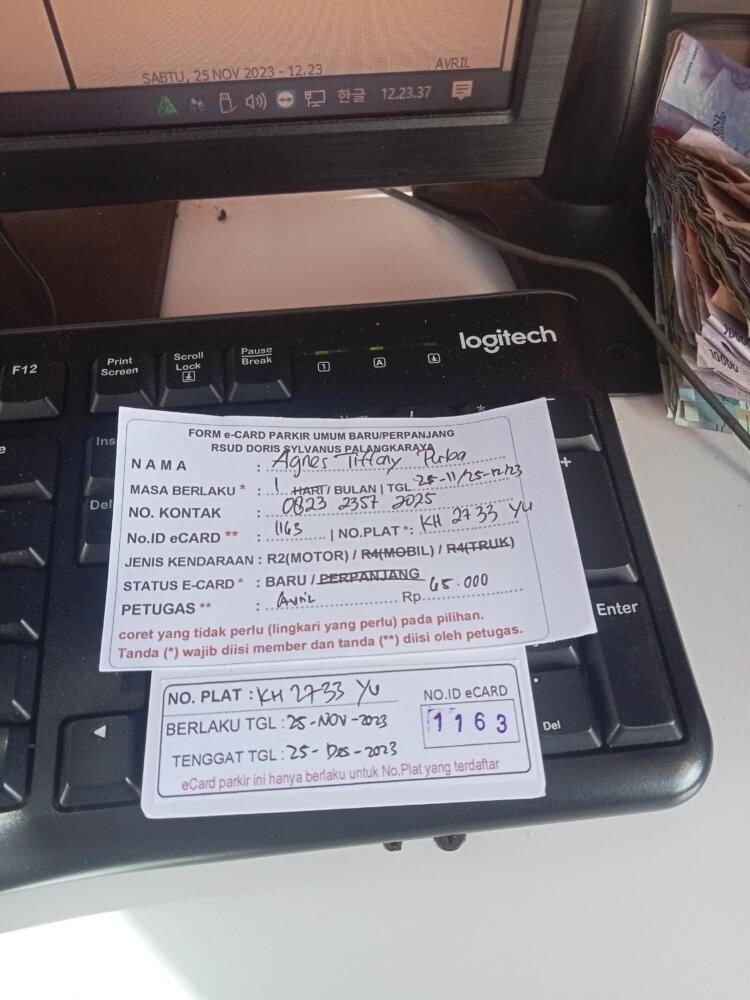 SABTU, 25 NOV 2023 - 12.23
AVRIL
한글 12.23.37
logitech
F12
Print Screen
Scroll Lock
Pause Break
1
A
Ins
Del
*
-
+
FORM e-CARD PARKIR UMUM BARU/PERPANJANG
RSUD DORIS SYLVANUS PALANGKARAYA
NAMA : Agnes Tiffany Purba
MASA BERLAKU * : 1 HARI / BULAN | TGL. 25-11/25-12/23
NO. KONTAK : 0823 2357 2025
No.ID eCARD ** : 1163 | NO.PLAT *: KH 2733 YU
JENIS KENDARAAN : R2(MOTOR) / R4(MOBIL) / R4(TRUK)
STATUS E-CARD * : BARU / PERPANJANG
PETUGAS ** : Avril Rp. 65.000
coret yang tidak perlu (lingkari yang perlu) pada pilihan.
Tanda (*) wajib diisi member dan tanda (**) diisi oleh petugas.
Enter
Del
NO. PLAT : KH 2733 YU
NO.ID eCARD
1163
BERLAKU TGL : 25-NOV-2023
TENGGAT TGL : 25-Des-2023
eCard parkir ini hanya berlaku untuk No.Plat yang terdaftar
10000